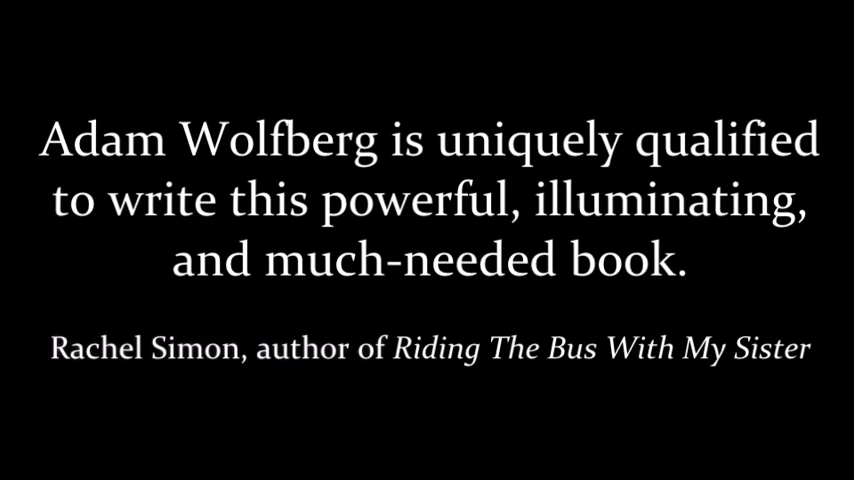 Adam Wolfberg is uniquely qualified
to write this powerful, illuminating,
and much-needed book.
Rachel Simon, author of Riding The Bus With My Sister